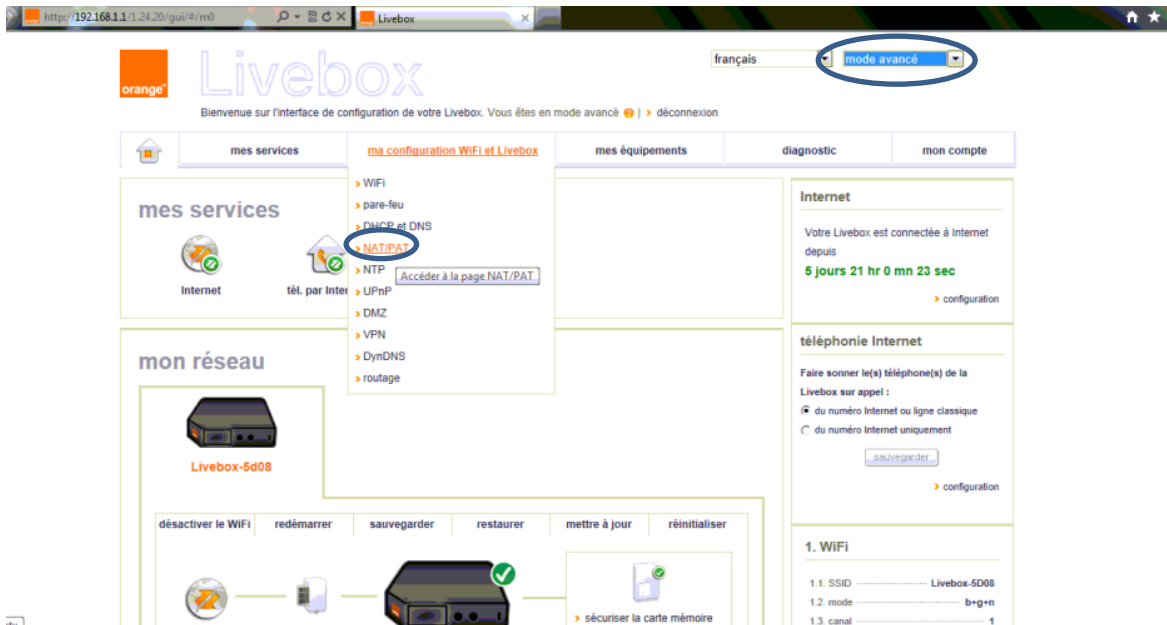 http://192.168.1.1/1.24.20/gui/#/m0
Livebox
français
mode avancé
orange
Livebox
Bienvenue sur l'interface de configuration de votre Livebox. Vous êtes en mode avancé ? | > déconnexion
mes services
ma configuration WiFi et Livebox
mes équipements
diagnostic
mon compte
> WiFi
> pare-feu
> DHCP et DNS
> NAT/PAT
> NTP
Accéder à la page NAT/PAT
> UPnP
> DMZ
> VPN
> DynDNS
> routage
mes services
Internet
tél. par Inter
Internet
Votre Livebox est connectée à Internet
depuis
5 jours 21 hr 0 mn 23 sec
> configuration
mon réseau
Livebox-5d08
téléphonie Internet
Faire sonner le(s) téléphone(s) de la
Livebox sur appel :
du numéro Internet ou ligne classique
du numéro Internet uniquement
sauvegarder
> configuration
désactiver le WiFi
redémarrer
sauvegarder
restaurer
mettre à jour
réinitialiser
> sécuriser la carte mémoire
1. WiFi
1.1. SSID Livebox-5D08
1.2. mode b+g+n
1.3. canal 1